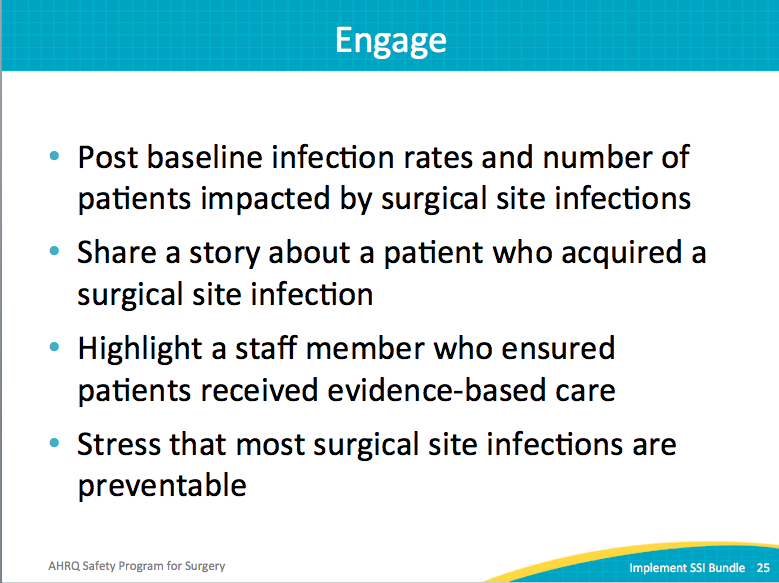 Engage
• Post baseline infection rates and number of
patients impacted by surgical site infections
• Share a story about a patient who acquired a
surgical site infection
• Highlight a staff member who ensured
patients received evidence-based care
• Stress that most surgical site infections are
preventable
AHRQ Safety Program for Surgery
Implement SSI Bundle 25